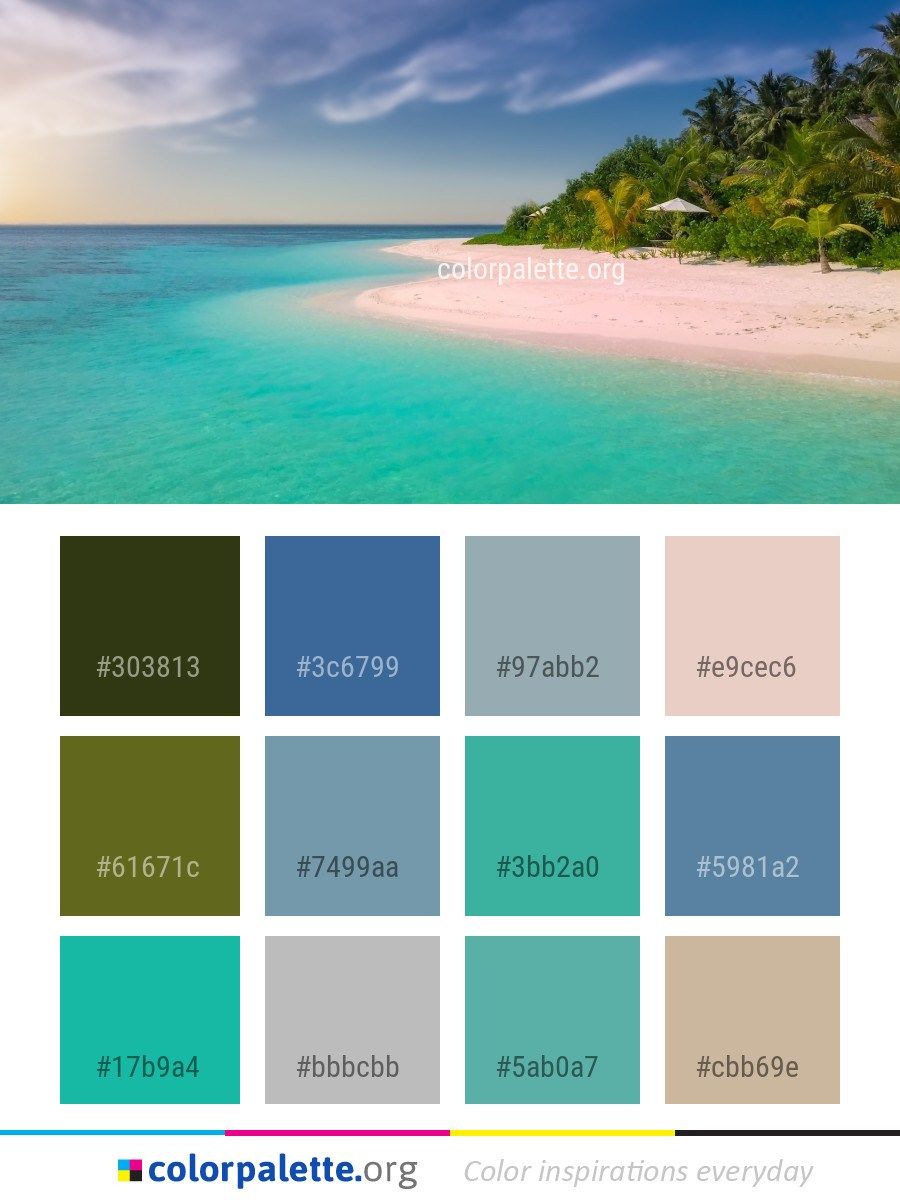 colorpalette.org
#303813 #3c6799 #97abb2 #e9cec6
#61671c #7499aa #3bb2a0 #5981a2
#17b9a4 #bbbcbb #5ab0a7 #cbb69e
colorpalette.org Color inspirations everyday